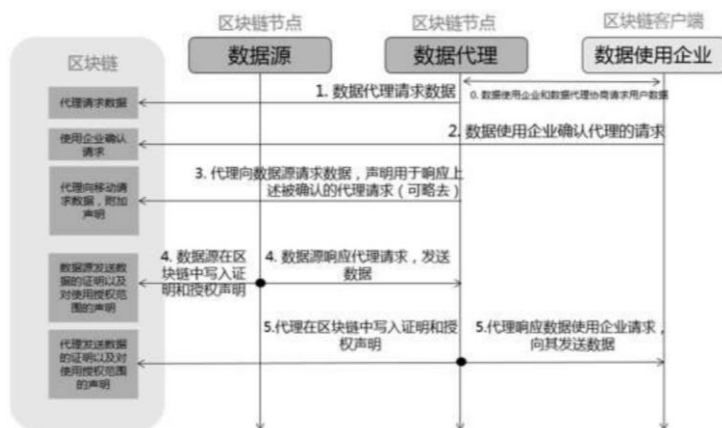 区块链节点
区块链节点
区块链客户端
区块链
数据源
数据代理
数据使用企业
0. 数据使用企业和数据代理协商请求用户数据
1. 数据代理请求数据
代理请求数据
2. 数据使用企业确认代理的请求
使用企业确认
请求
3. 代理向数据源请求数据，声明用于响应上
述被确认的代理请求（可略去）
代理向移动请
求数据，附加
声明
4. 数据源在区
块链中写入证
明和授权声明
4. 数据源响应代理请求，发送
数据
数据源发送数
据的证明以及
对使用授权范
围的声明
5.代理在区块链中写入证明和授
权声明
5.代理响应数据使用企业请求，
向其发送数据
代理发送数据
的证明以及对
使用授权范围
的声明